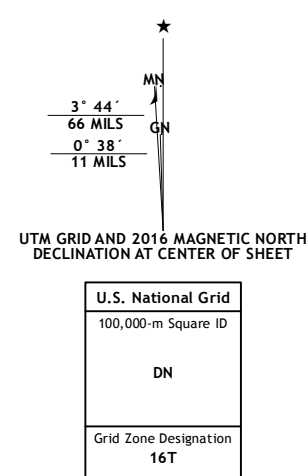 ★
MN
3° 44´
66 MILS
GN
0° 38´
11 MILS
UTM GRID AND 2016 MAGNETIC NORTH
DECLINATION AT CENTER OF SHEET
U.S. National Grid
100,000-m Square ID
DN
Grid Zone Designation
16T